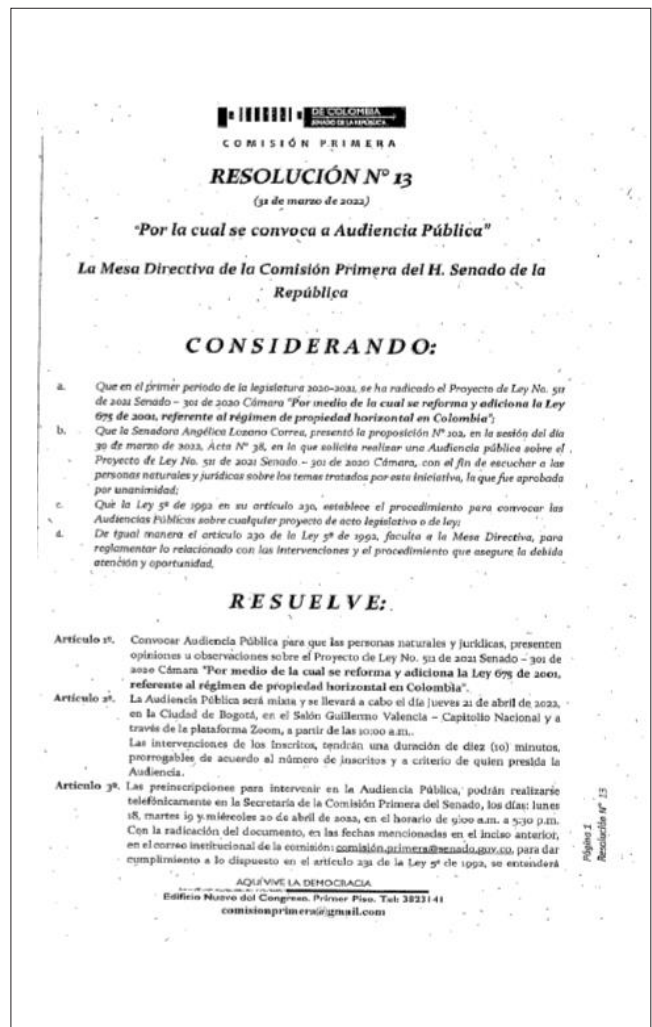 DE COLOMBIA
SENADO DE LA REPÚBLICA
COMISIÓN PRIMERA
RESOLUCIÓN Nº 13
(31 de marzo de 2022)
"Por la cual se convoca a Audiencia Pública"
La Mesa Directiva de la Comisión Primera del H. Senado de la
República
CONSIDERANDO:
a. Que en el primer periodo de la legislatura 2020-2021, se ha radicado el Proyecto de Ley No. 511
de 2021 Senado – 301 de 2020 Cámara "Por medio de la cual se reforma y adiciona la Ley
675 de 2001, referente al régimen de propiedad horizontal en Colombia";
b. Que la Senadora Angélica Lozano Correa, presentó la proposición Nº 102, en la sesión del día
30 de marzo de 2022, Acta Nº 38, en la que solicita realizar una Audiencia pública sobre el
Proyecto de Ley No. 511 de 2021 Senado – 301 de 2020 Cámara, con el fin de escuchar a las
personas naturales y jurídicas sobre los temas tratados por esta iniciativa, la que fue aprobada
por unanimidad;
c. Que la Ley 5ª de 1992 en su artículo 230, establece el procedimiento para convocar las
Audiencias Públicas sobre cualquier proyecto de acto legislativo o de ley;
d. De igual manera el artículo 230 de la Ley 5ª de 1992, faculta a la Mesa Directiva, para
reglamentar lo relacionado con las intervenciones y el procedimiento que asegure la debida
atención y oportunidad,
RESUELVE:
Artículo 1º. Convocar Audiencia Pública para que las personas naturales y jurídicas, presenten
opiniones u observaciones sobre el Proyecto de Ley No. 511 de 2021 Senado – 301 de
2020 Cámara "Por medio de la cual se reforma y adiciona la Ley 675 de 2001,
referente al régimen de propiedad horizontal en Colombia".
Artículo 2º. La Audiencia Pública será mixta y se llevará a cabo el día jueves 21 de abril de 2022,
en la Ciudad de Bogotá, en el Salón Guillermo Valencia – Capitolio Nacional y a
través de la plataforma Zoom, a partir de las 10:00 a.m..
Las intervenciones de los Inscritos, tendrán una duración de diez (10) minutos,
prorrogables de acuerdo al número de inscritos y a criterio de quien presida la
Audiencia.
Artículo 3º. Las preinscripciones para intervenir en la Audiencia Pública, podrán realizarse
telefónicamente en la Secretaría de la Comisión Primera del Senado, los días: lunes
18, martes 19 y miércoles 20 de abril de 2022, en el horario de 9:00 a.m. a 5:30 p.m.
Con la radicación del documento, en las fechas mencionadas en el inciso anterior,
en el correo institucional de la comisión: comisión.primera@senado.gov.co, para dar
cumplimiento a lo dispuesto en el artículo 231 de la Ley 5ª de 1992, se entenderá
Página 1
Resolución Nº 13
AQUÍ VIVE LA DEMOCRACIA
Edificio Nuevo del Congreso. Primer Piso. Tel: 3823141
comisionprimera@gmail.com